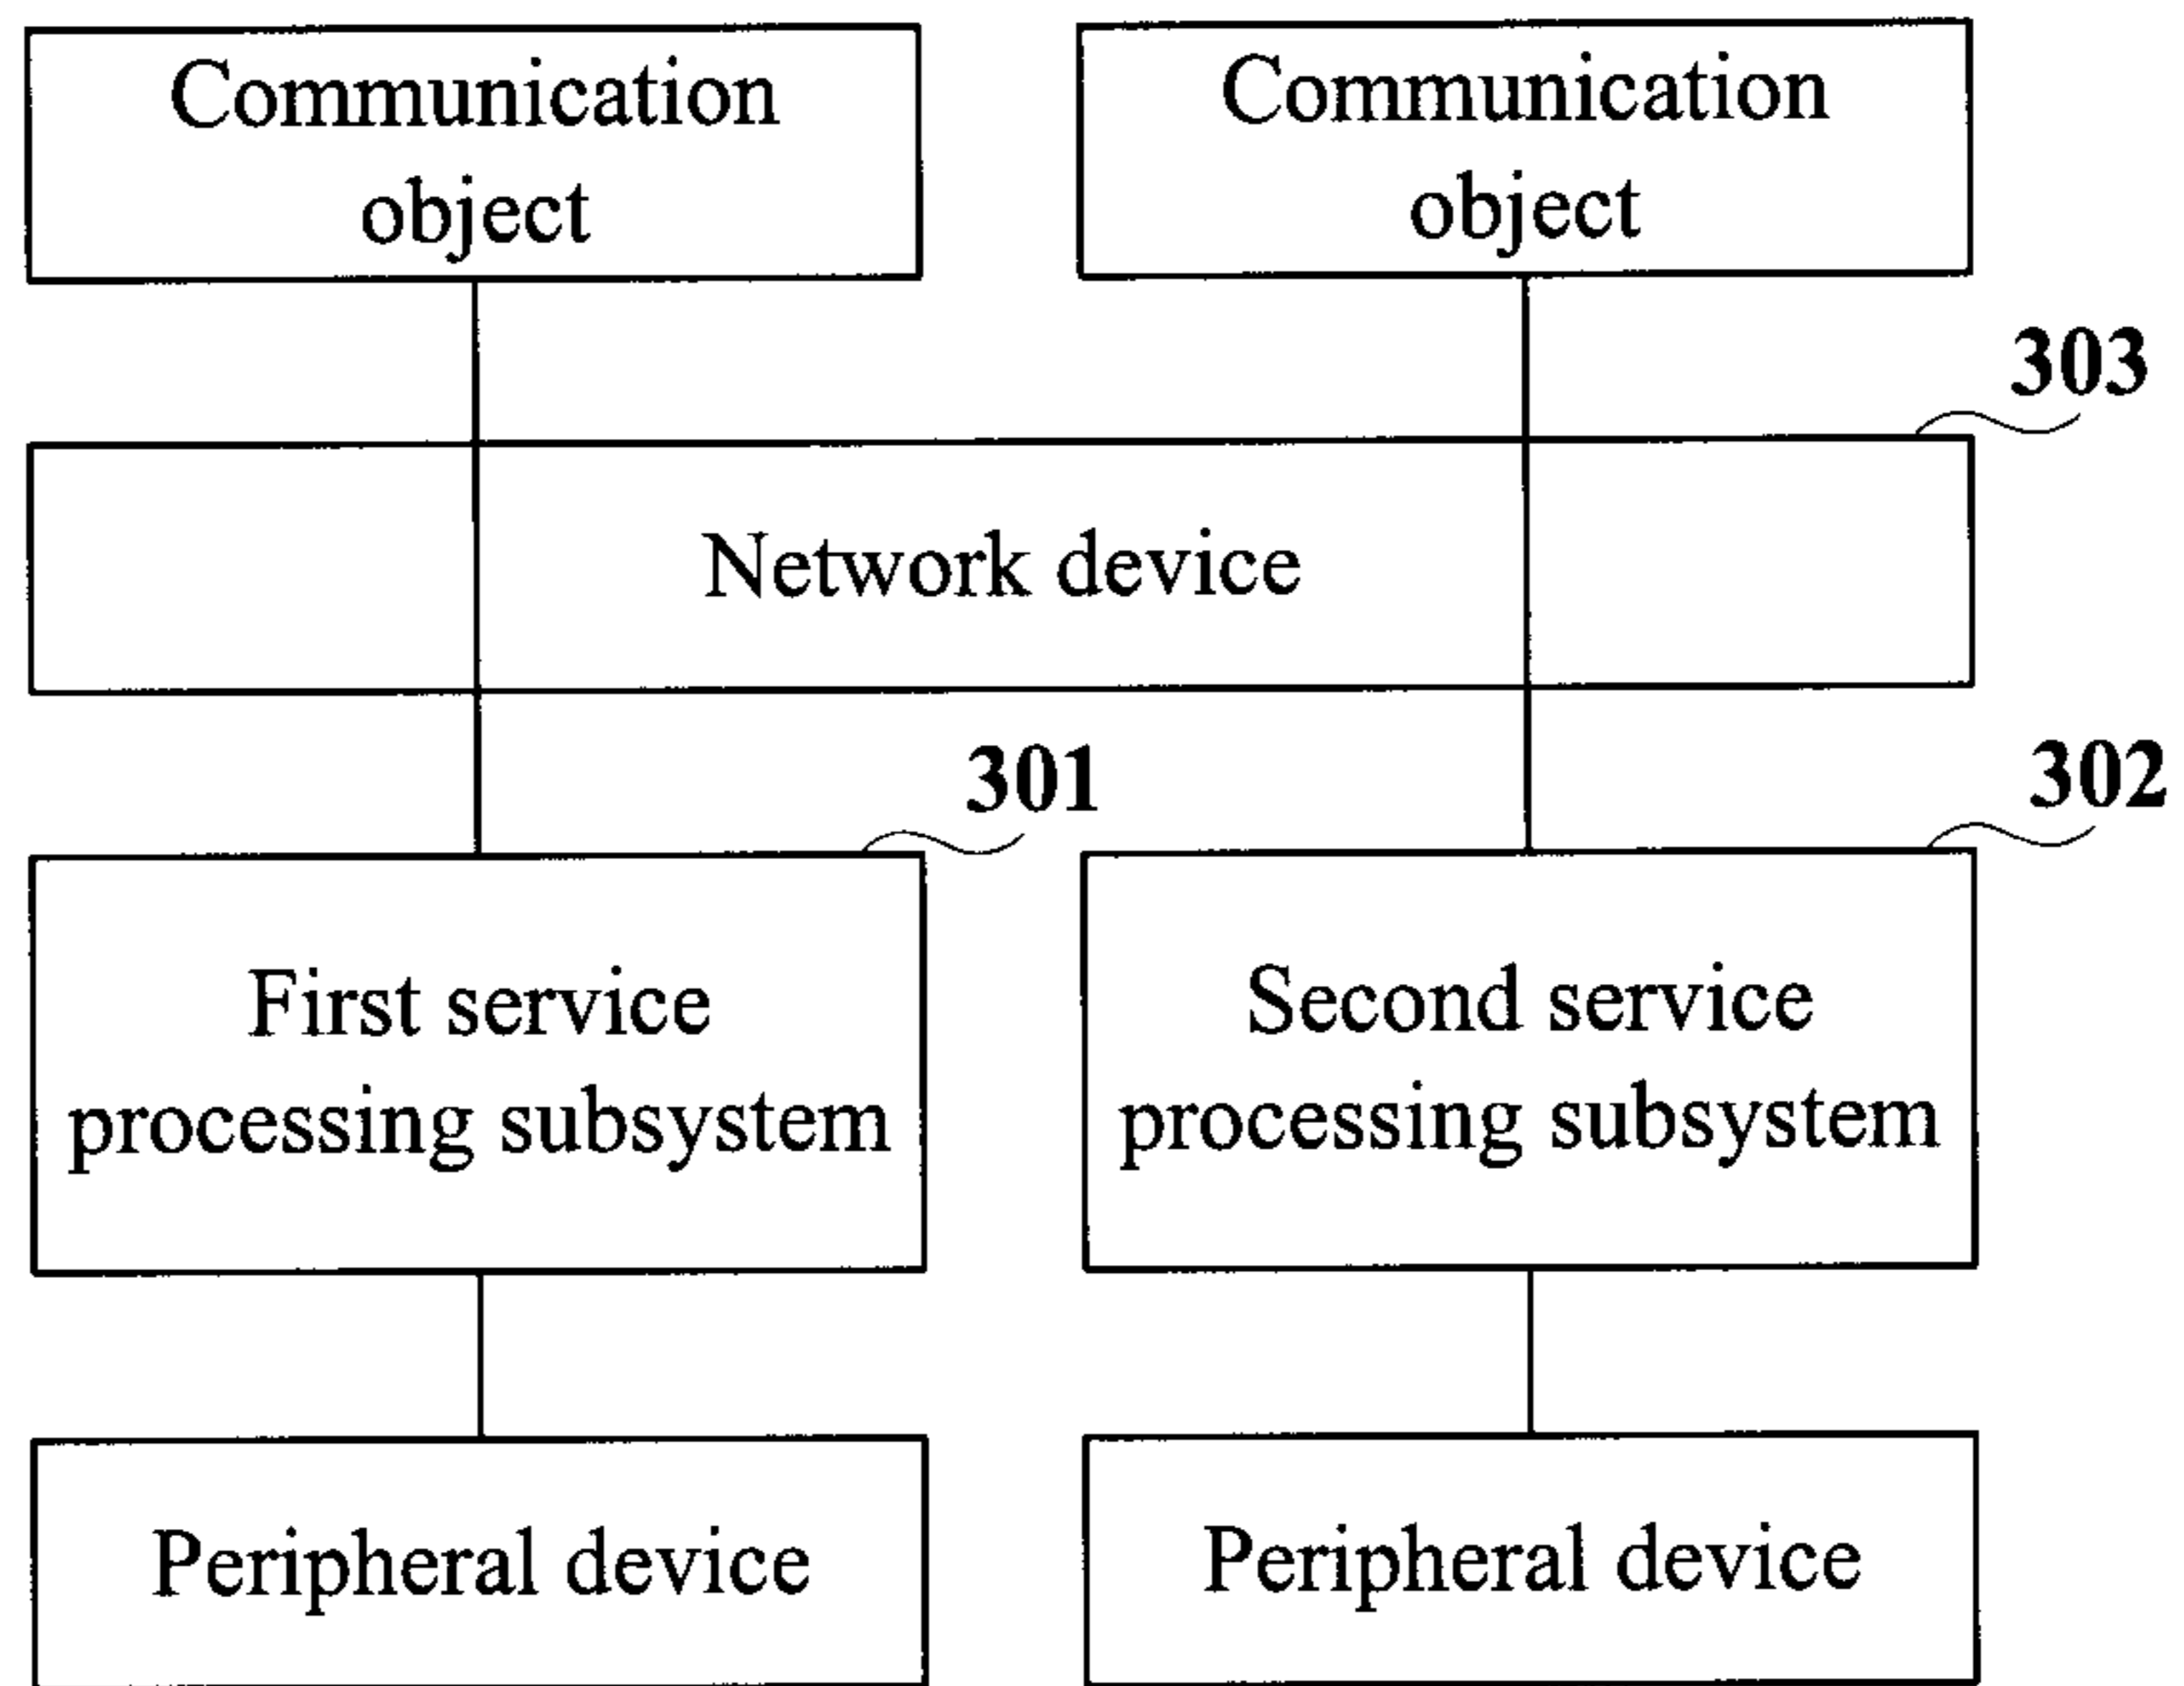 Communication
object
Communication
object
303
Network device
301
302
First service
processing subsystem
Second service
processing subsystem
Peripheral device
Peripheral device